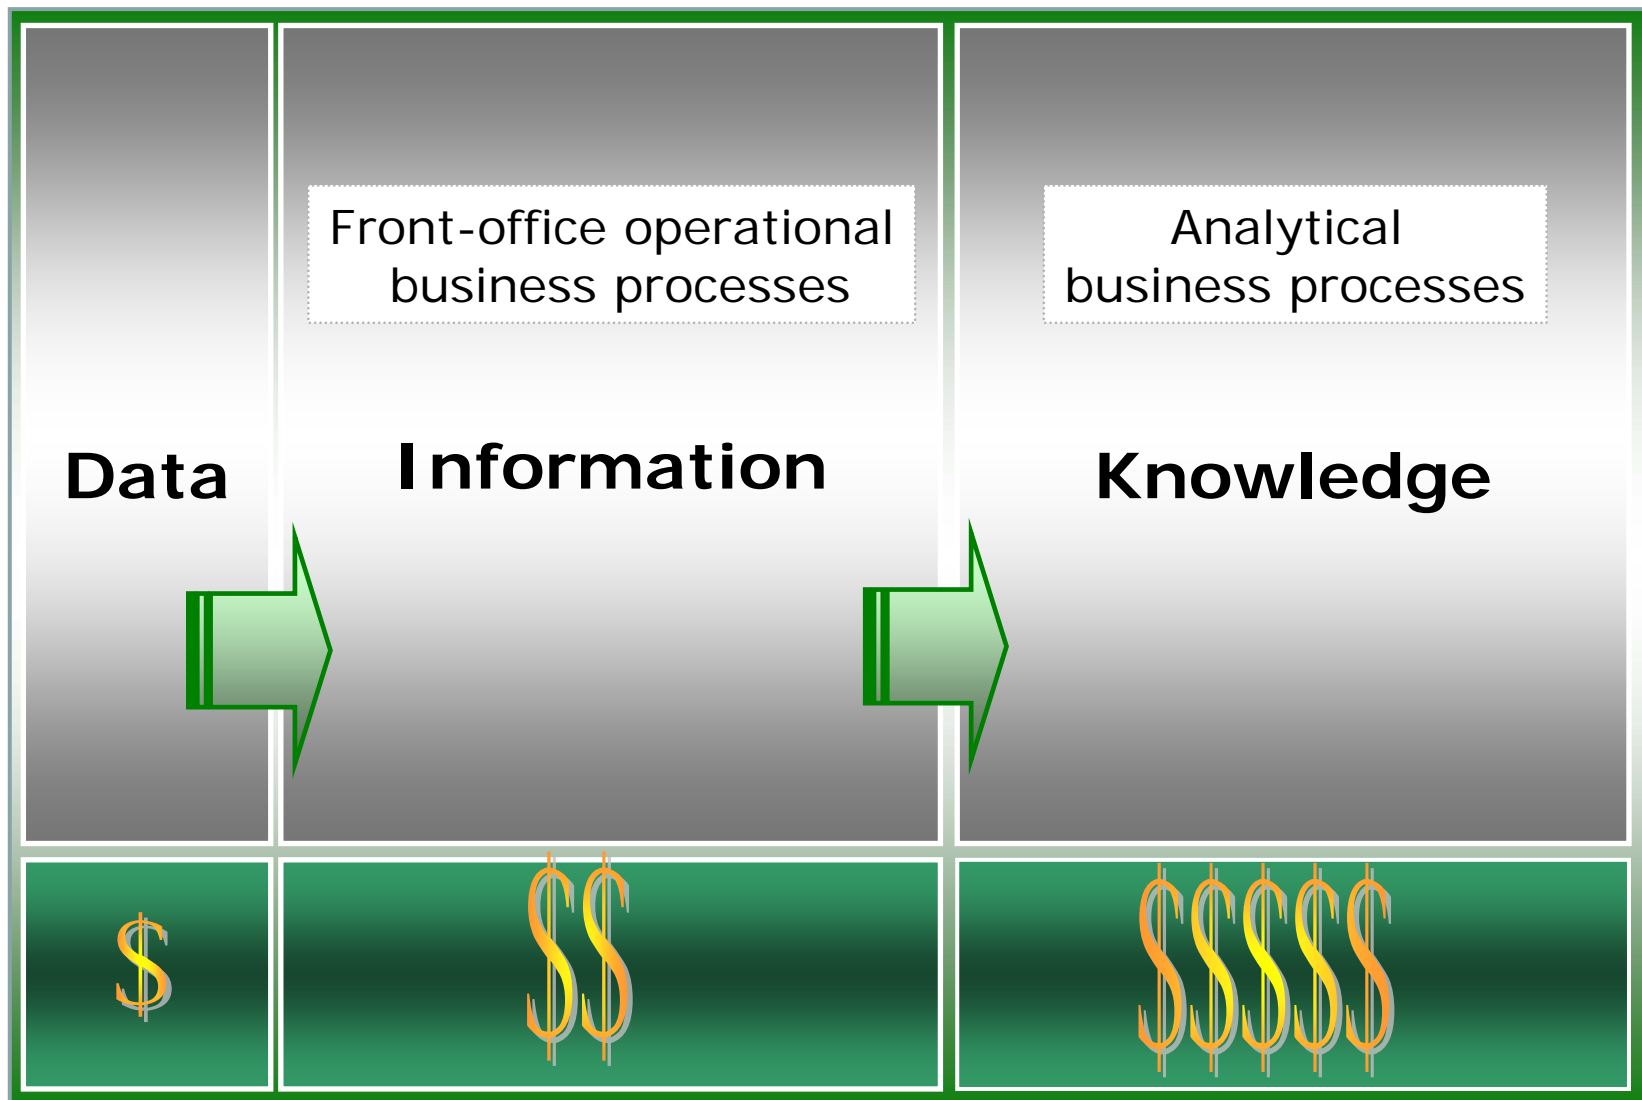 Front-office operational
business processes
Analytical
business processes
Data
Information
Knowledge
$
$$
$$$$$